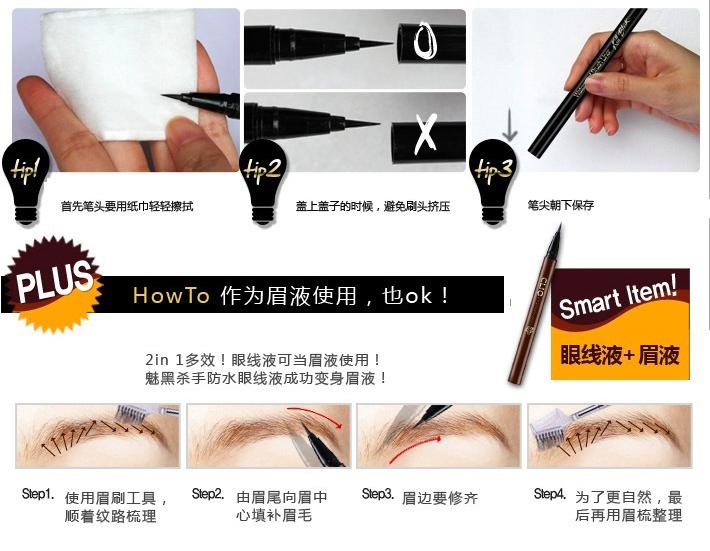 tip1
首先笔头要用纸巾轻轻擦拭
tip2
盖上盖子的时候，避免刷头挤压
tip3
笔尖朝下保存
PLUS
HowTo 作为眉液使用，也ok！
CLIO
Smart Item!
眼线液+眉液
2in 1多效！眼线液可当眉液使用！
魅黑杀手防水眼线液成功变身眉液！
Step1. 使用眉刷工具，
顺着纹路梳理
Step2. 由眉尾向眉中
心填补眉毛
Step3. 眉边要修齐
Step4. 为了更自然，最
后再用眉梳整理